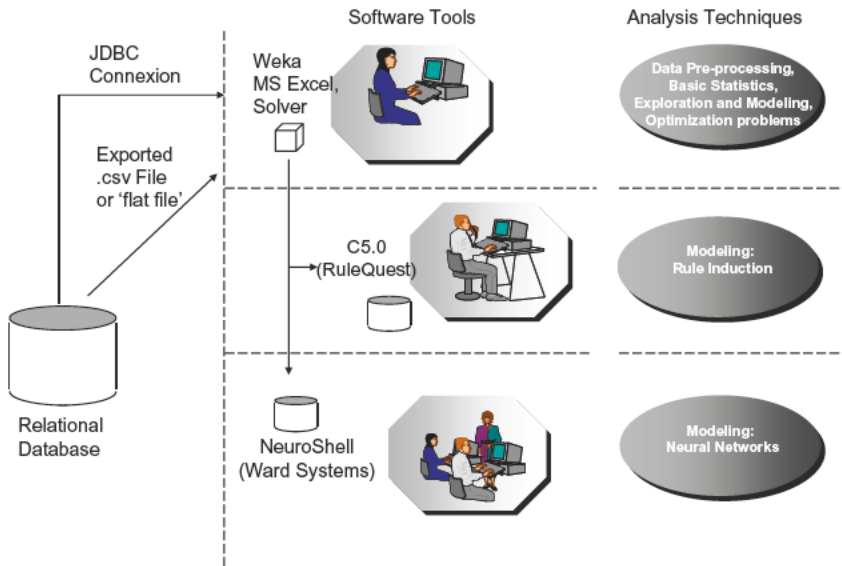 Software Tools
Analysis Techniques
JDBC
Connexion
Weka
MS Excel,
Solver
Data Pre-processing,
Basic Statistics,
Exploration and Modeling,
Optimization problems
Exported
.csv File
or ‘flat file’
C5.0
(RuleQuest)
Modeling:
Rule Induction
Relational
Database
NeuroShell
(Ward Systems)
Modeling:
Neural Networks